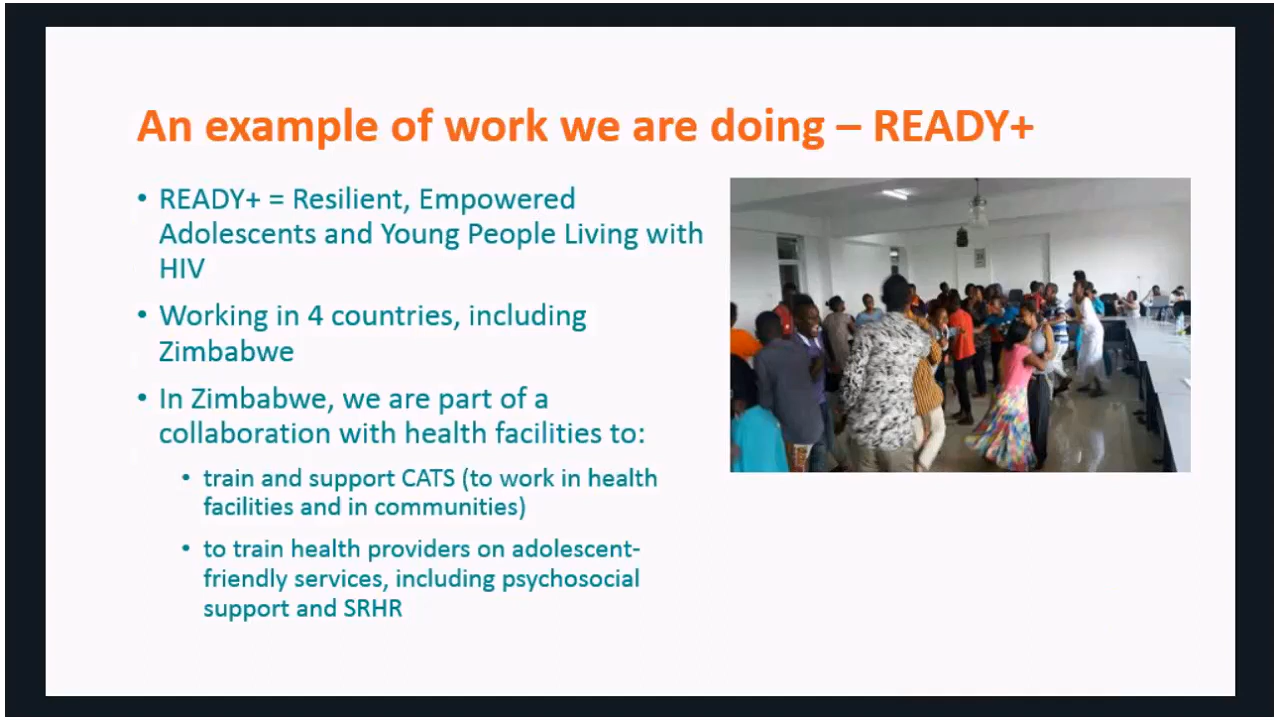 An example of work we are doing – READY+
• READY+ = Resilient, Empowered
Adolescents and Young People Living with
HIV
• Working in 4 countries, including
Zimbabwe
• In Zimbabwe, we are part of a
collaboration with health facilities to:
• train and support CATS (to work in health
facilities and in communities)
• to train health providers on adolescent-
friendly services, including psychosocial
support and SRHR